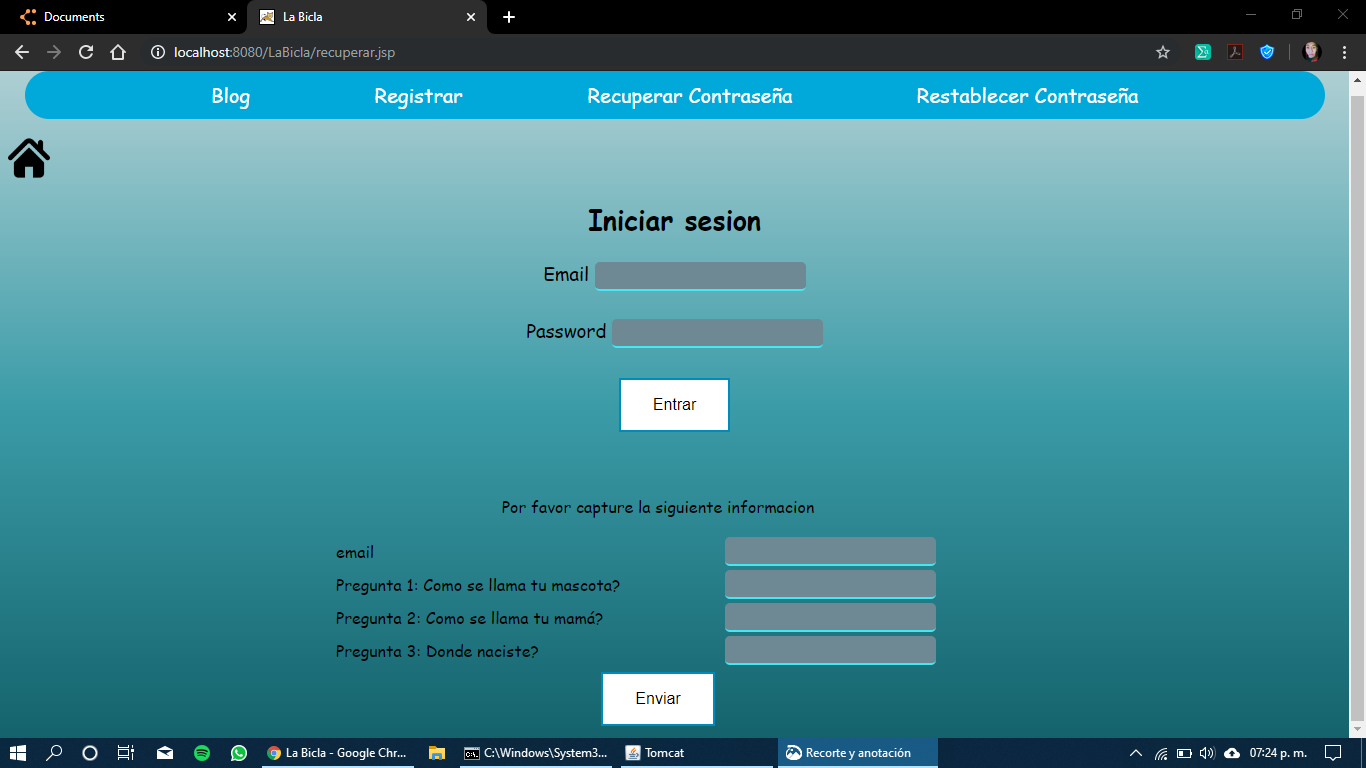 Documents
La Bicla
localhost:8080/LaBicla/recuperar.jsp
Blog Registrar Recuperar Contraseña Restablecer Contraseña
Iniciar sesion
Email
Password
Entrar
Por favor capture la siguiente informacion
email
Pregunta 1: Como se llama tu mascota?
Pregunta 2: Como se llama tu mamá?
Pregunta 3: Donde naciste?
Enviar
La Bicla - Google Chr... C:\Windows\System3... Tomcat Recorte y anotación 07:24 p. m.